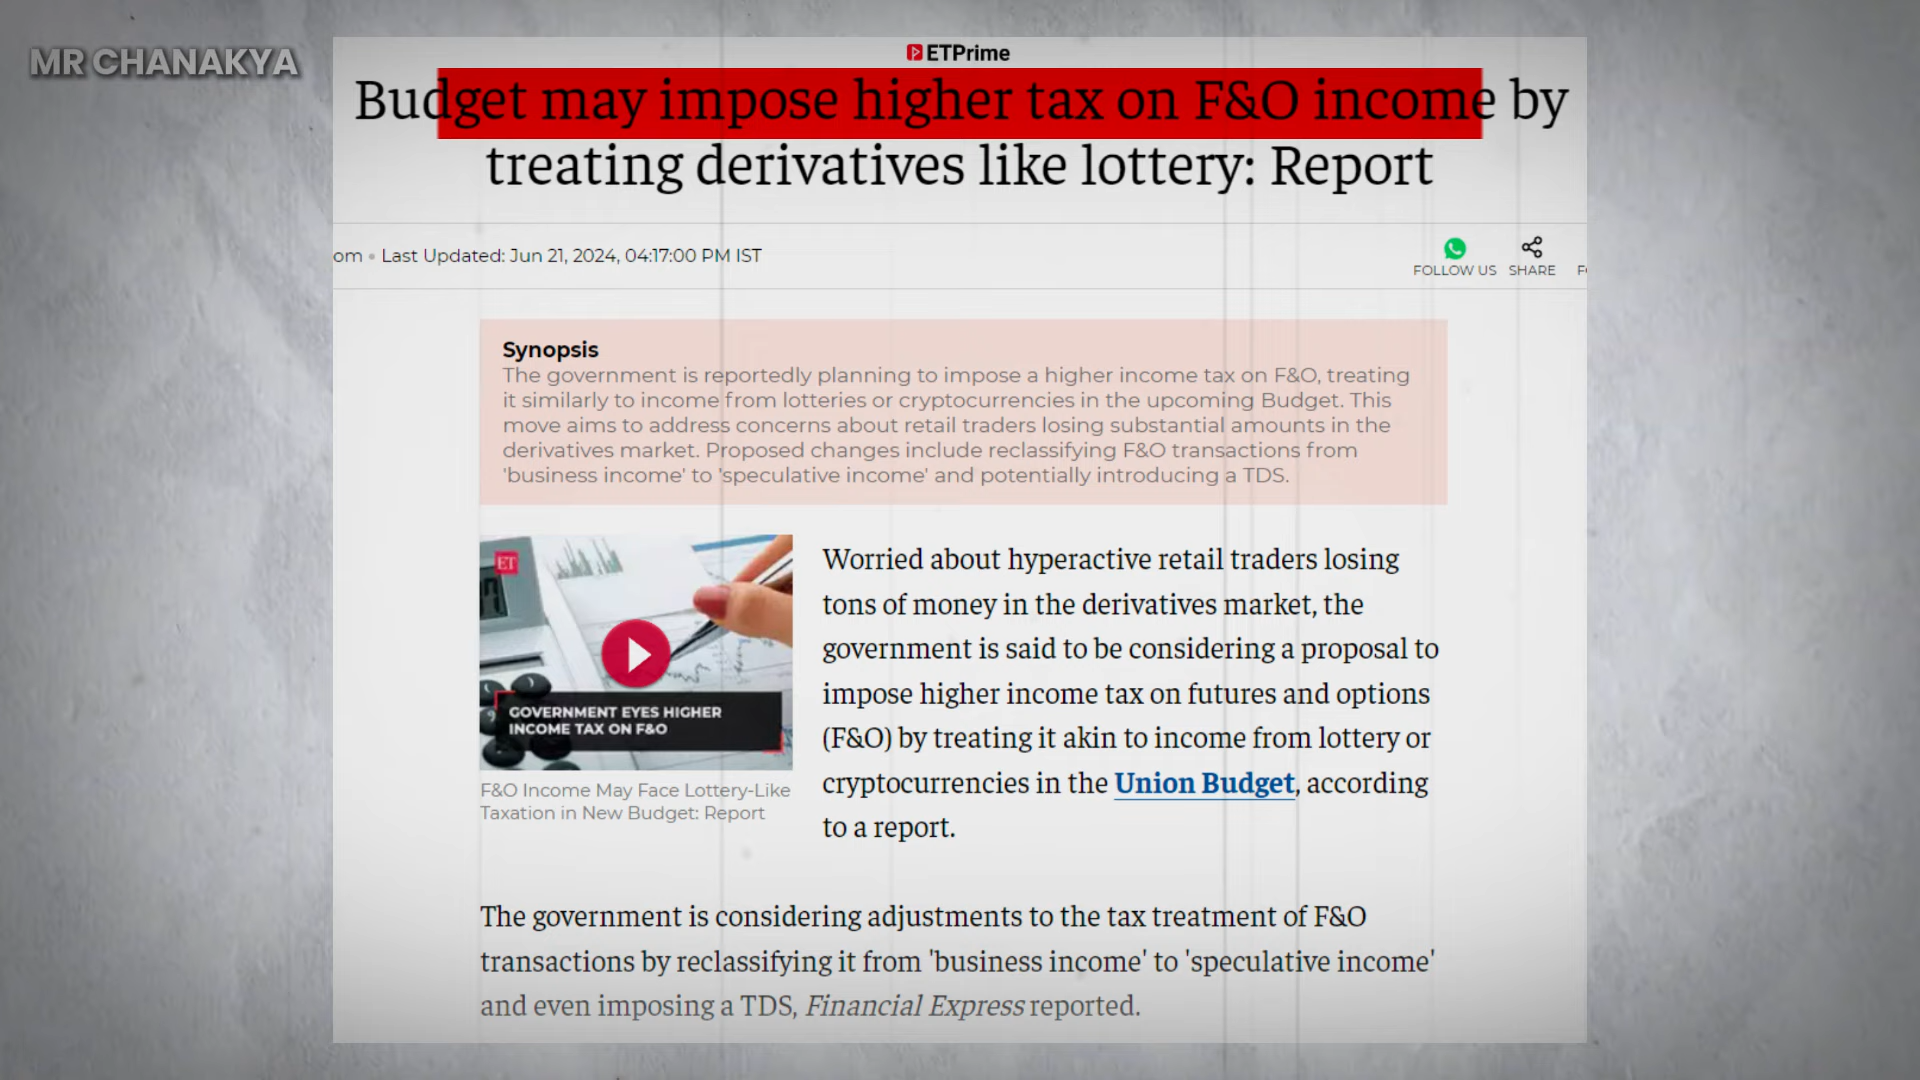 MR CHANAKYA
ETPrime
Budget may impose higher tax on F&O income by
treating derivatives like lottery: Report
om • Last Updated: Jun 21, 2024, 04:17:00 PM IST
FOLLOW US
SHARE
Synopsis
The government is reportedly planning to impose a higher income tax on F&O, treating
it similarly to income from lotteries or cryptocurrencies in the upcoming Budget. This
move aims to address concerns about retail traders losing substantial amounts in the
derivatives market. Proposed changes include reclassifying F&O transactions from
'business income' to 'speculative income' and potentially introducing a TDS.
ET
GOVERNMENT EYES HIGHER
INCOME TAX ON F&O
F&O Income May Face Lottery-Like
Taxation in New Budget: Report
Worried about hyperactive retail traders losing
tons of money in the derivatives market, the
government is said to be considering a proposal to
impose higher income tax on futures and options
(F&O) by treating it akin to income from lottery or
cryptocurrencies in the Union Budget, according
to a report.
The government is considering adjustments to the tax treatment of F&O
transactions by reclassifying it from 'business income' to 'speculative income'
and even imposing a TDS, Financial Express reported.